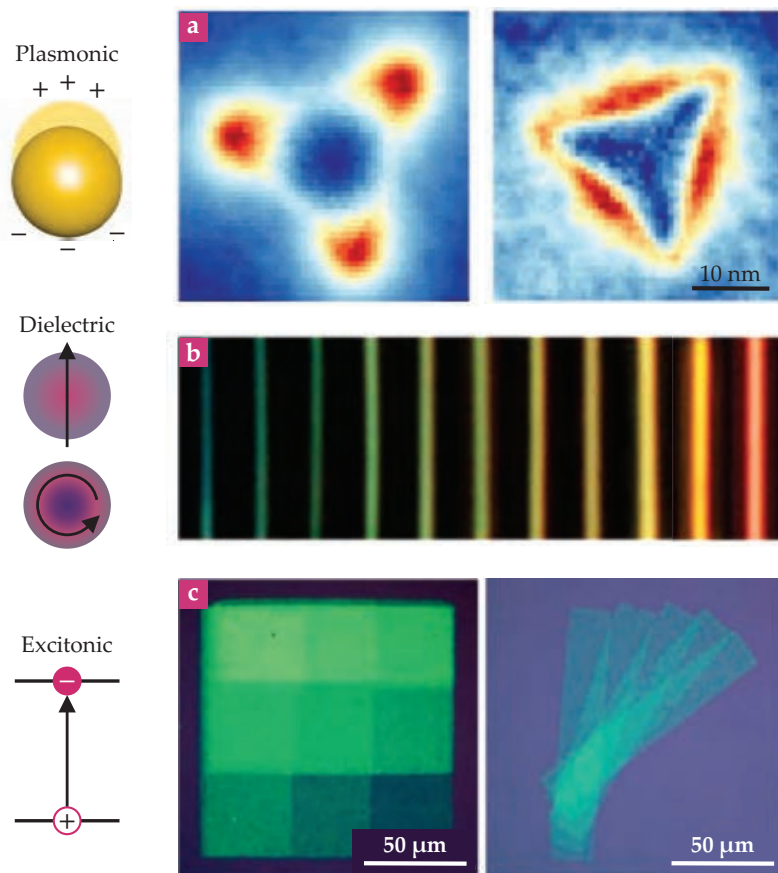 Plasmonic
+ + +
− − −
a
10 nm
Dielectric
b
Excitonic
−
+
c
50 µm
50 µm